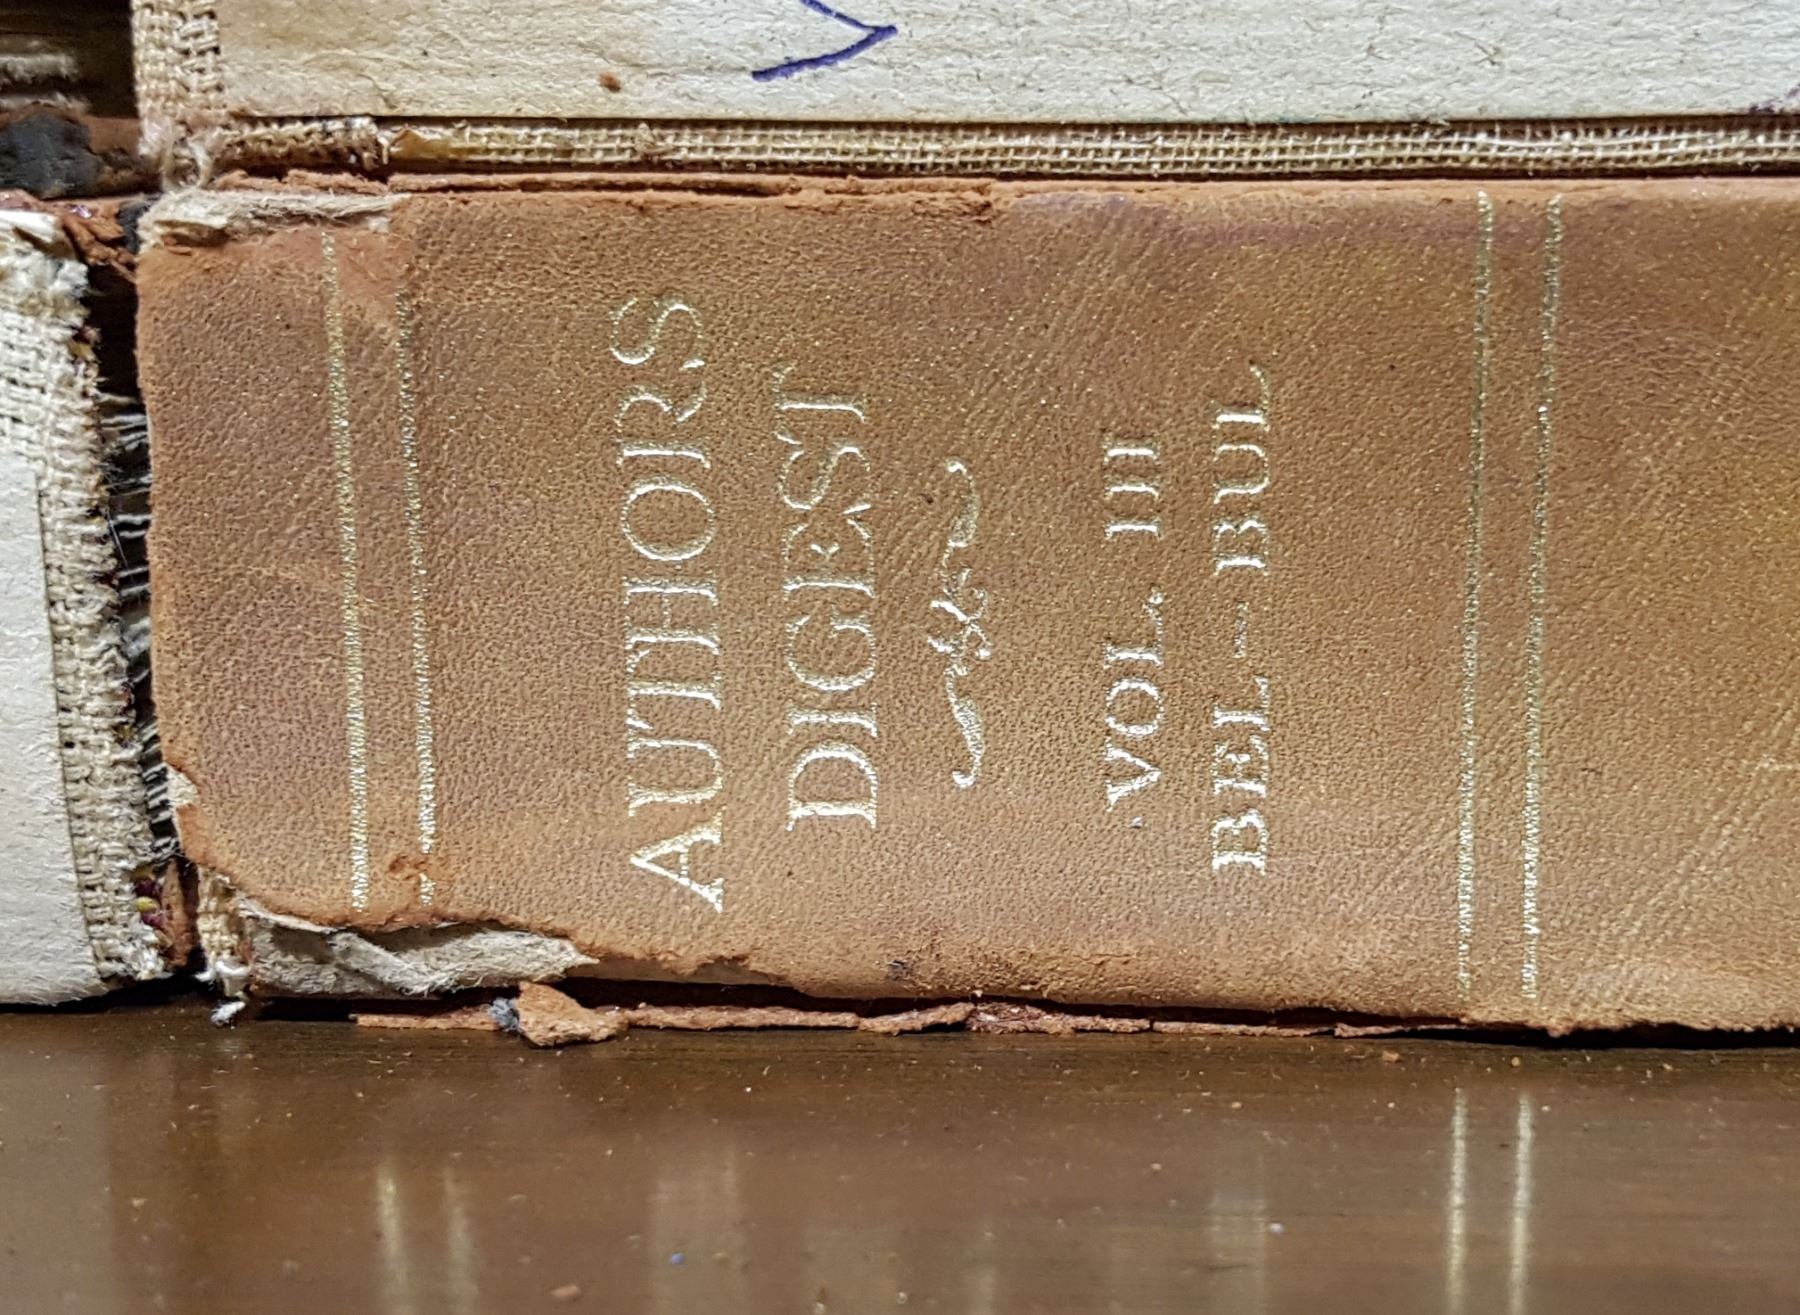 AUTHORS
DIGEST
VOL. III
BEL - BUL